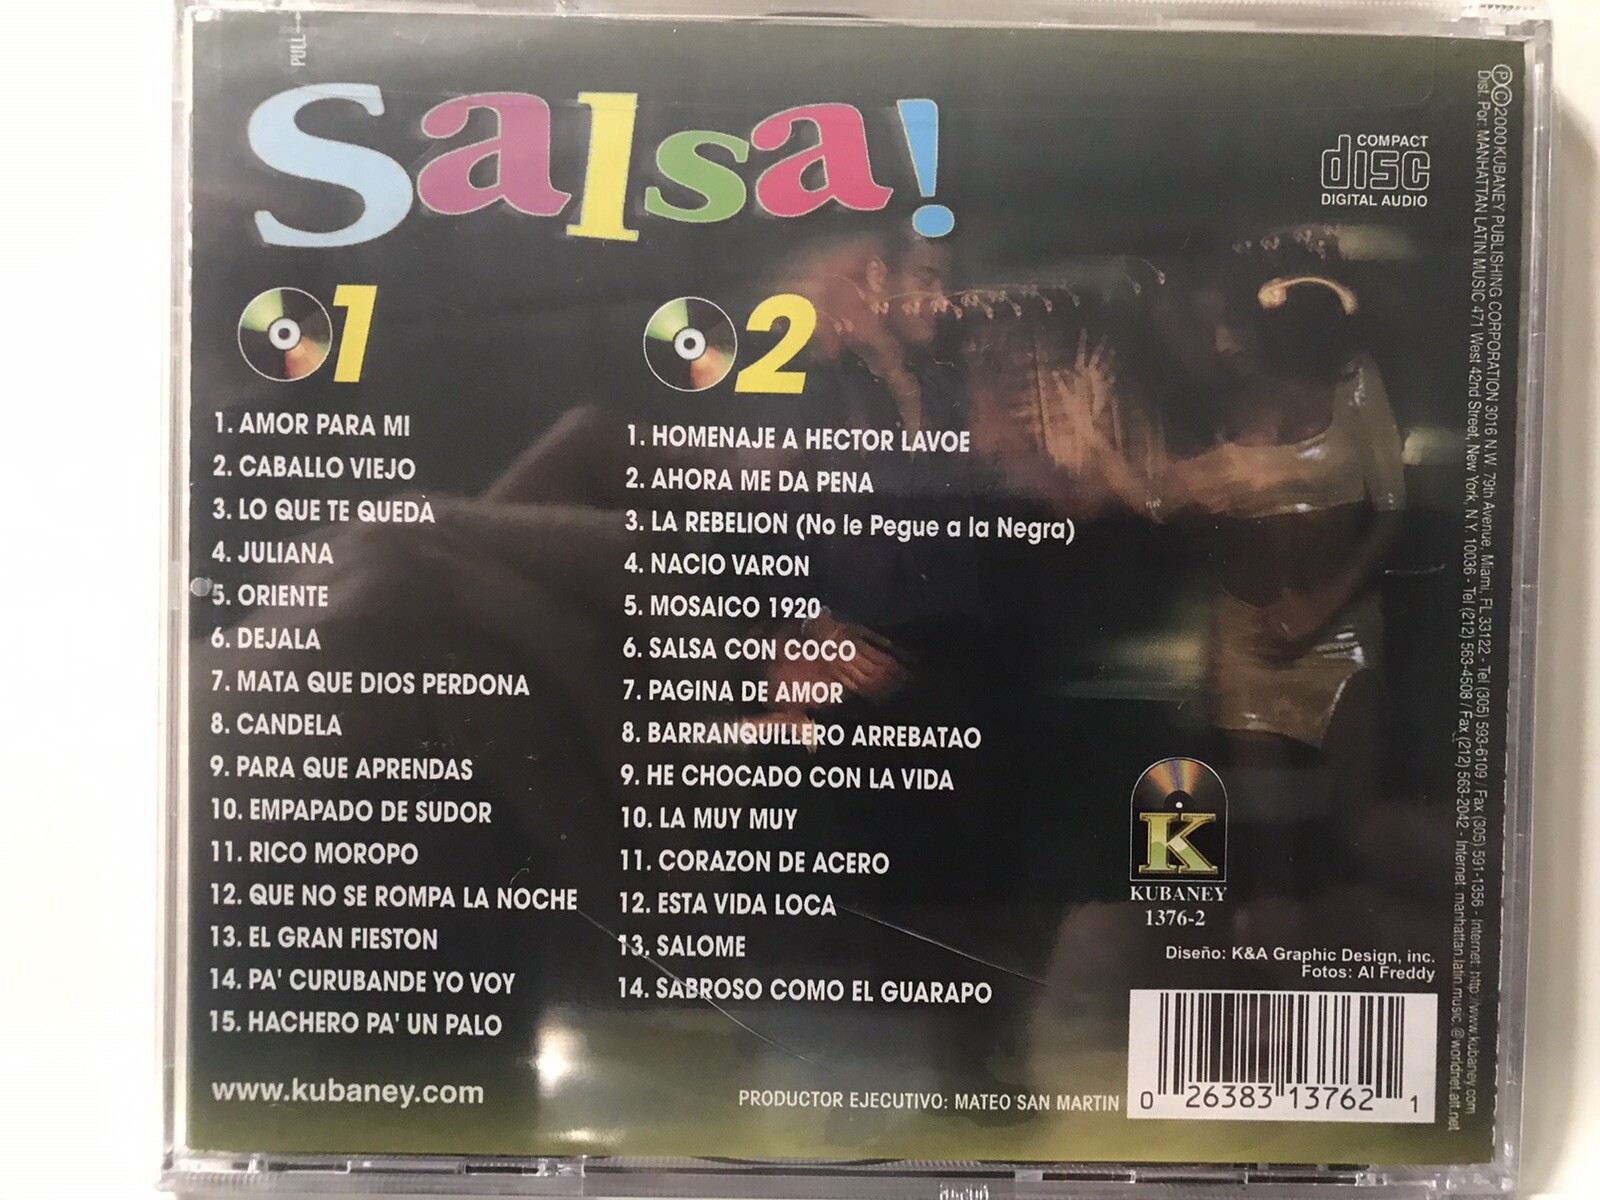 PULL
Salsa!
COMPACT
disc
DIGITAL AUDIO
1
1. AMOR PARA MI
2. CABALLO VIEJO
3. LO QUE TE QUEDA
4. JULIANA
5. ORIENTE
6. DEJALA
7. MATA QUE DIOS PERDONA
8. CANDELA
9. PARA QUE APRENDAS
10. EMPAPADO DE SUDOR
11. RICO MOROPO
12. QUE NO SE ROMPA LA NOCHE
13. EL GRAN FIESTON
14. PA' CURUBANDE YO VOY
15. HACHERO PA' UN PALO
2
1. HOMENAJE A HECTOR LAVOE
2. AHORA ME DA PENA
3. LA REBELION (No le Pegue a la Negra)
4. NACIO VARON
5. MOSAICO 1920
6. SALSA CON COCO
7. PAGINA DE AMOR
8. BARRANQUILLERO ARREBATAO
9. HE CHOCADO CON LA VIDA
10. LA MUY MUY
11. CORAZON DE ACERO
12. ESTA VIDA LOCA
13. SALOME
14. SABROSO COMO EL GUARAPO
K
KUBANEY
1376-2
Diseño: K&A Graphic Design, inc.
Fotos: Al Freddy
www.kubaney.com
PRODUCTOR EJECUTIVO: MATEO SAN MARTIN
0 26383 13762 1
ⓅⒸ2000KUBANEY PUBLISHING CORPORATION 3016 N.W. 79th Avenue, Miami, FL 33122 - Tel (305) 593-6109 / Fax (305) 591-1356 - Internet: http://www.kubaney.com
Dist. Por: MANHATTAN LATIN MUSIC 471 West 42nd Street, New York, N.Y. 10036 - Tel (212) 563-4508 / Fax (212) 563-2042 - Internet: manhattan.latin.music.@worldnet.att.net